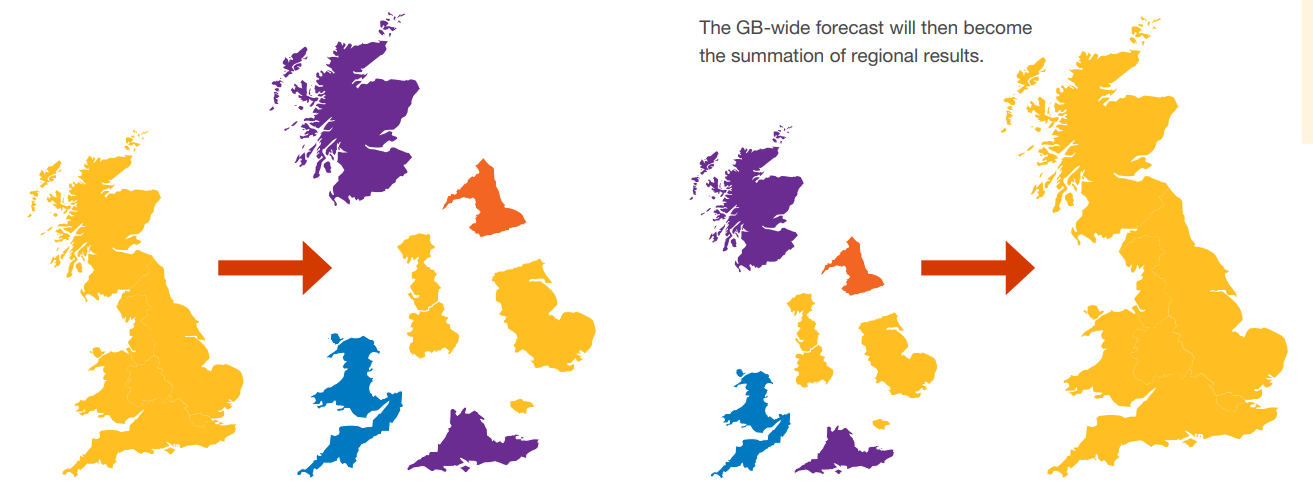 The GB-wide forecast will then become
the summation of regional results.